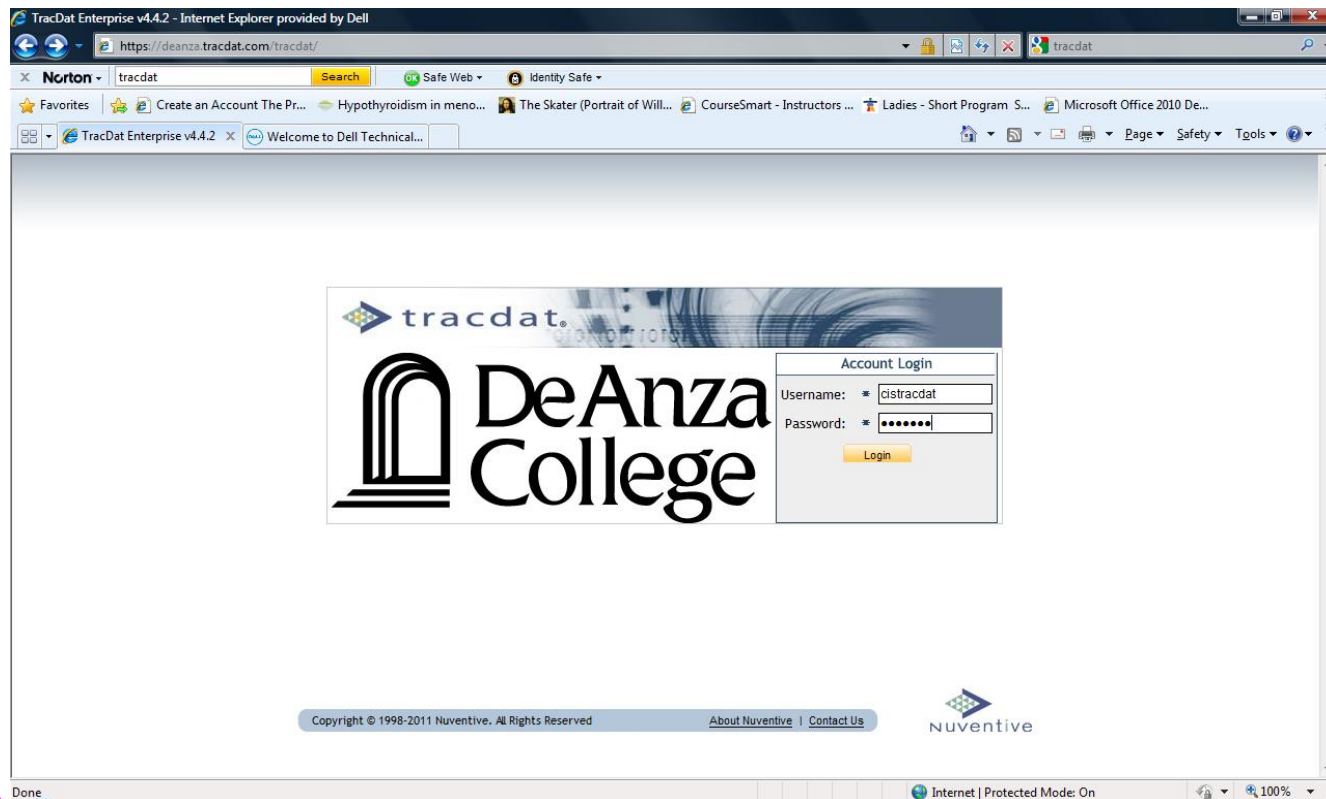 TracDat Enterprise v4.4.2 - Internet Explorer provided by Dell
https://deanza.tracdat.com/tracdat/ tracdat
X Norton tracdat Search OK Safe Web Identity Safe
Favorites Create an Account The Pr... Hypothyroidism in meno... The Skater (Portrait of Will... CourseSmart - Instructors ... Ladies - Short Program S... Microsoft Office 2010 De...
TracDat Enterprise v4.4.2 X Welcome to Dell Technical... Page Safety Tools
tracdat®
Account Login
Username: * cistracdat
Password: * •••••••
Login
DeAnza
College
Copyright © 1998-2011 Nuventive. All Rights Reserved About Nuventive | Contact Us
nuventive
Done Internet | Protected Mode: On 100%